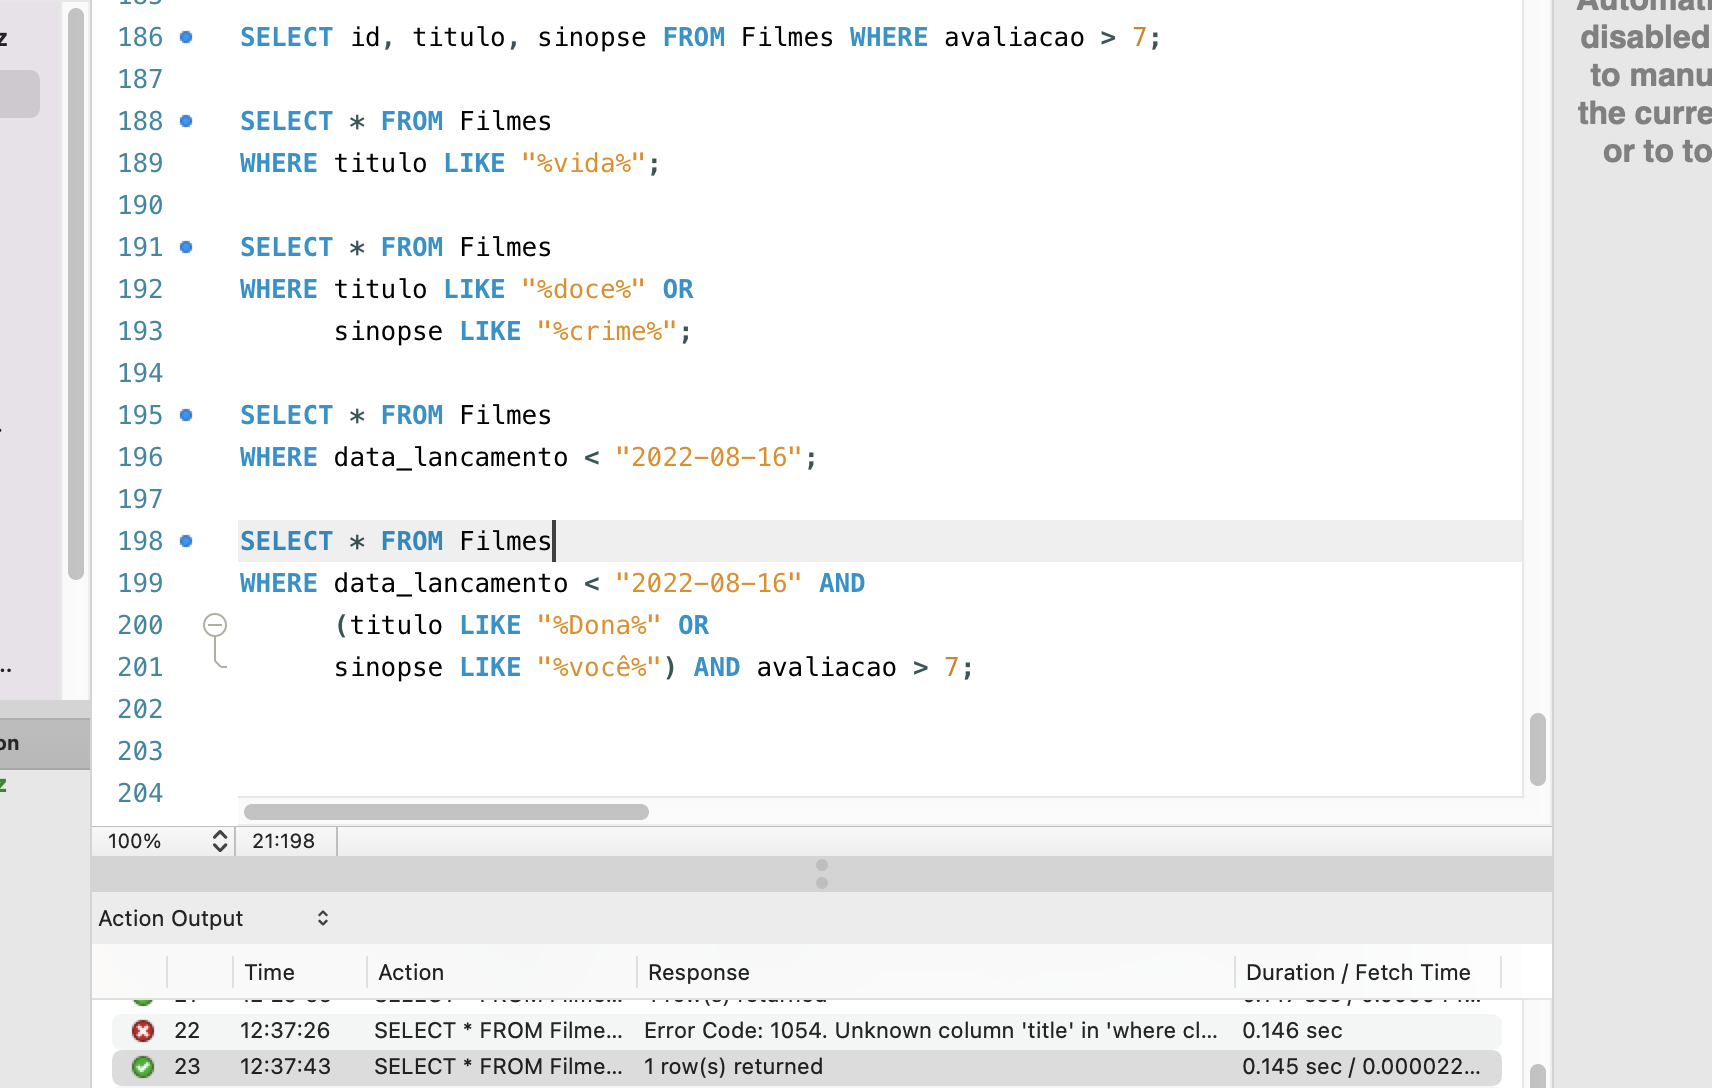 186 SELECT id, titulo, sinopse FROM Filmes WHERE avaliacao > 7;
187
188 SELECT * FROM Filmes
189 WHERE titulo LIKE "%vida%";
190
191 SELECT * FROM Filmes
192 WHERE titulo LIKE "%doce%" OR
193 sinopse LIKE "%crime%";
194
195 SELECT * FROM Filmes
196 WHERE data_lancamento < "2022-08-16";
197
198 SELECT * FROM Filmes
199 WHERE data_lancamento < "2022-08-16" AND
200 (titulo LIKE "%Dona%" OR
201 sinopse LIKE "%você%") AND avaliacao > 7;
202
203
204
100% 21:198
Action Output
Time Action Response Duration / Fetch Time
22 12:37:26 SELECT * FROM Filme... Error Code: 1054. Unknown column 'title' in 'where cl... 0.146 sec
23 12:37:43 SELECT * FROM Filme... 1 row(s) returned 0.145 sec / 0.000022...
disabled
to manu
the curre
or to to
z
..
on
z